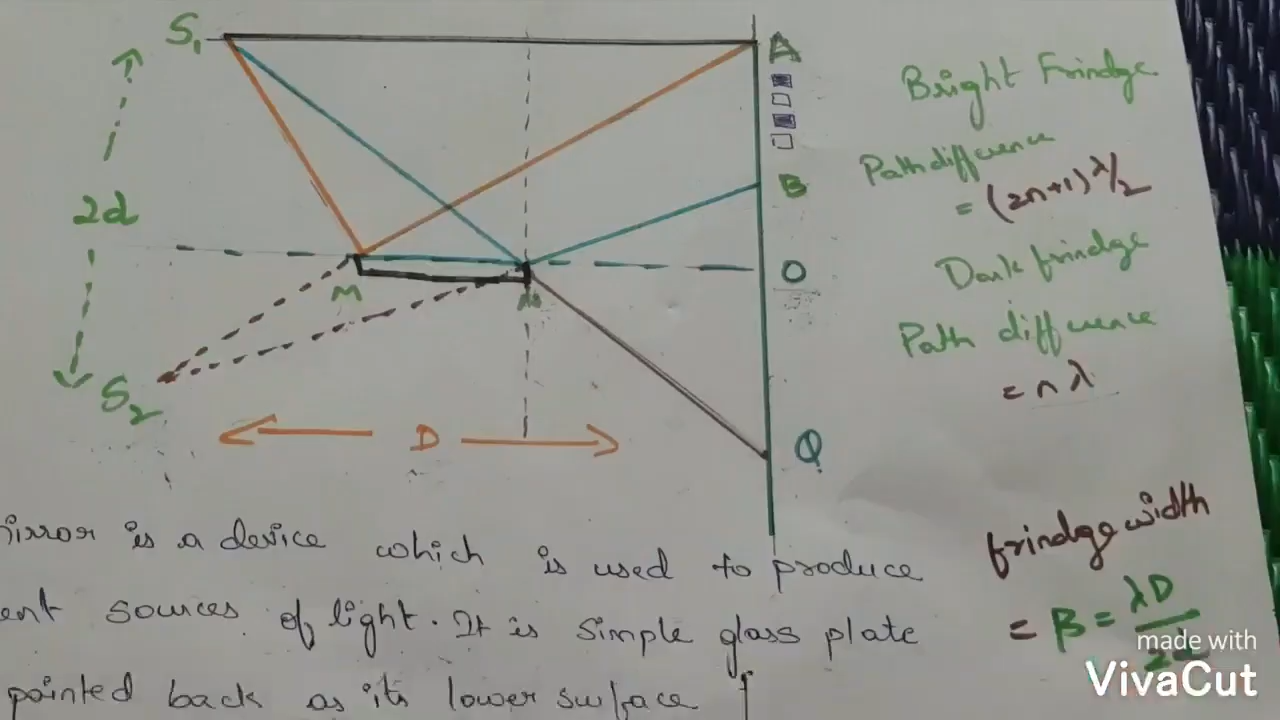 S₁
A
Bright Frindge
Path difference
= (2n+1) λ/2
B
2d
Dark frindge
O
M
Path difference
= nλ
S₂
D
Q
irror is a device which is used to produce
ent sources of light. It is simple glass plate
painted back as its lower surface
frindge width
= β = λD
2d
made with
VivaCut